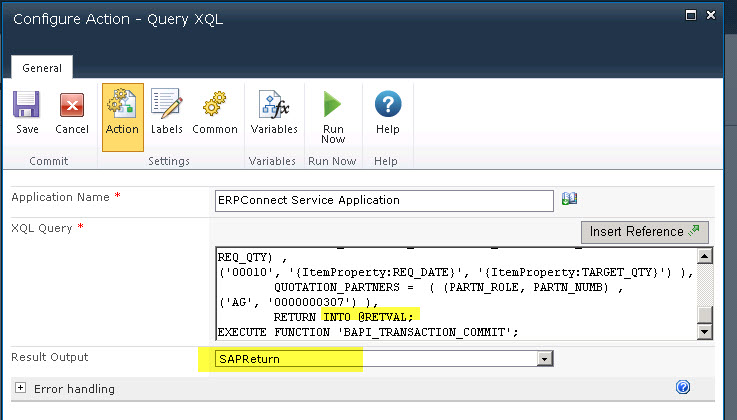 Configure Action - Query XQL
General
Save
Cancel
Action
Labels
Common
Variables
Run Now
Help
Commit
Settings
Variables
Run Now
Help
Application Name *
ERPConnect Service Application
XQL Query *
Insert Reference
REQ_QTY) ,
('00010', '{ItemProperty:REQ_DATE}', '{ItemProperty:TARGET_QTY}') ),
QUOTATION_PARTNERS = ( (PARTN_ROLE, PARTN_NUMB) ,
('AG', '0000000307') ),
RETURN INTO @RETVAL;
EXECUTE FUNCTION 'BAPI_TRANSACTION_COMMIT';
Result Output
SAPReturn
Error handling